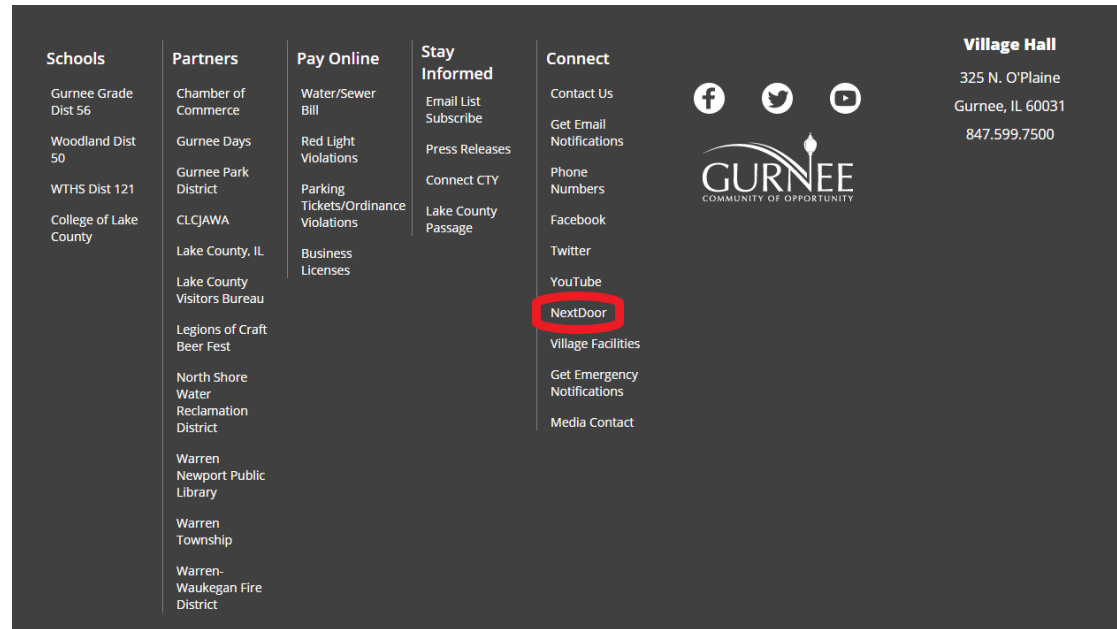 Schools
Gurnee Grade
Dist 56
Woodland Dist
50
WTHS Dist 121
College of Lake
County
Partners
Chamber of
Commerce
Gurnee Days
Gurnee Park
District
CLCJAWA
Lake County, IL
Lake County
Visitors Bureau
Legions of Craft
Beer Fest
North Shore
Water
Reclamation
District
Warren
Newport Public
Library
Warren
Township
Warren-
Waukegan Fire
District
Pay Online
Water/Sewer
Bill
Red Light
Violations
Parking
Tickets/Ordinance
Violations
Business
Licenses
Stay
Informed
Email List
Subscribe
Press Releases
Connect CTY
Lake County
Passage
Connect
Contact Us
Get Email
Notifications
Phone
Numbers
Facebook
Twitter
YouTube
NextDoor
Village Facilities
Get Emergency
Notifications
Media Contact
GURNEE
COMMUNITY OF OPPORTUNITY
Village Hall
325 N. O'Plaine
Gurnee, IL 60031
847.599.7500